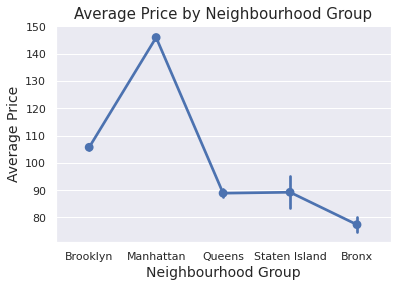 Average Price by Neighbourhood Group
150
140
130
120
110
100
90
80
Average Price
Brooklyn Manhattan Queens Staten Island Bronx
Neighbourhood Group